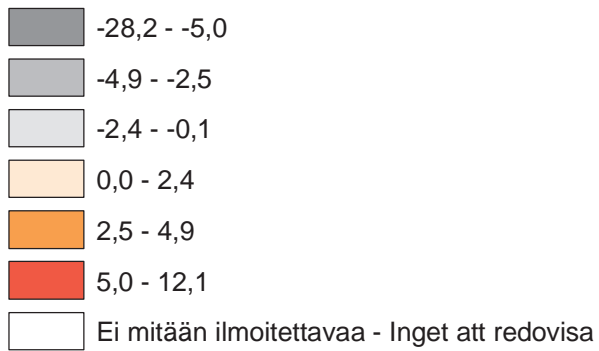 -28,2 - -5,0
-4,9 - -2,5
-2,4 - -0,1
0,0 - 2,4
2,5 - 4,9
5,0 - 12,1
Ei mitään ilmoitettavaa - Inget att redovisa